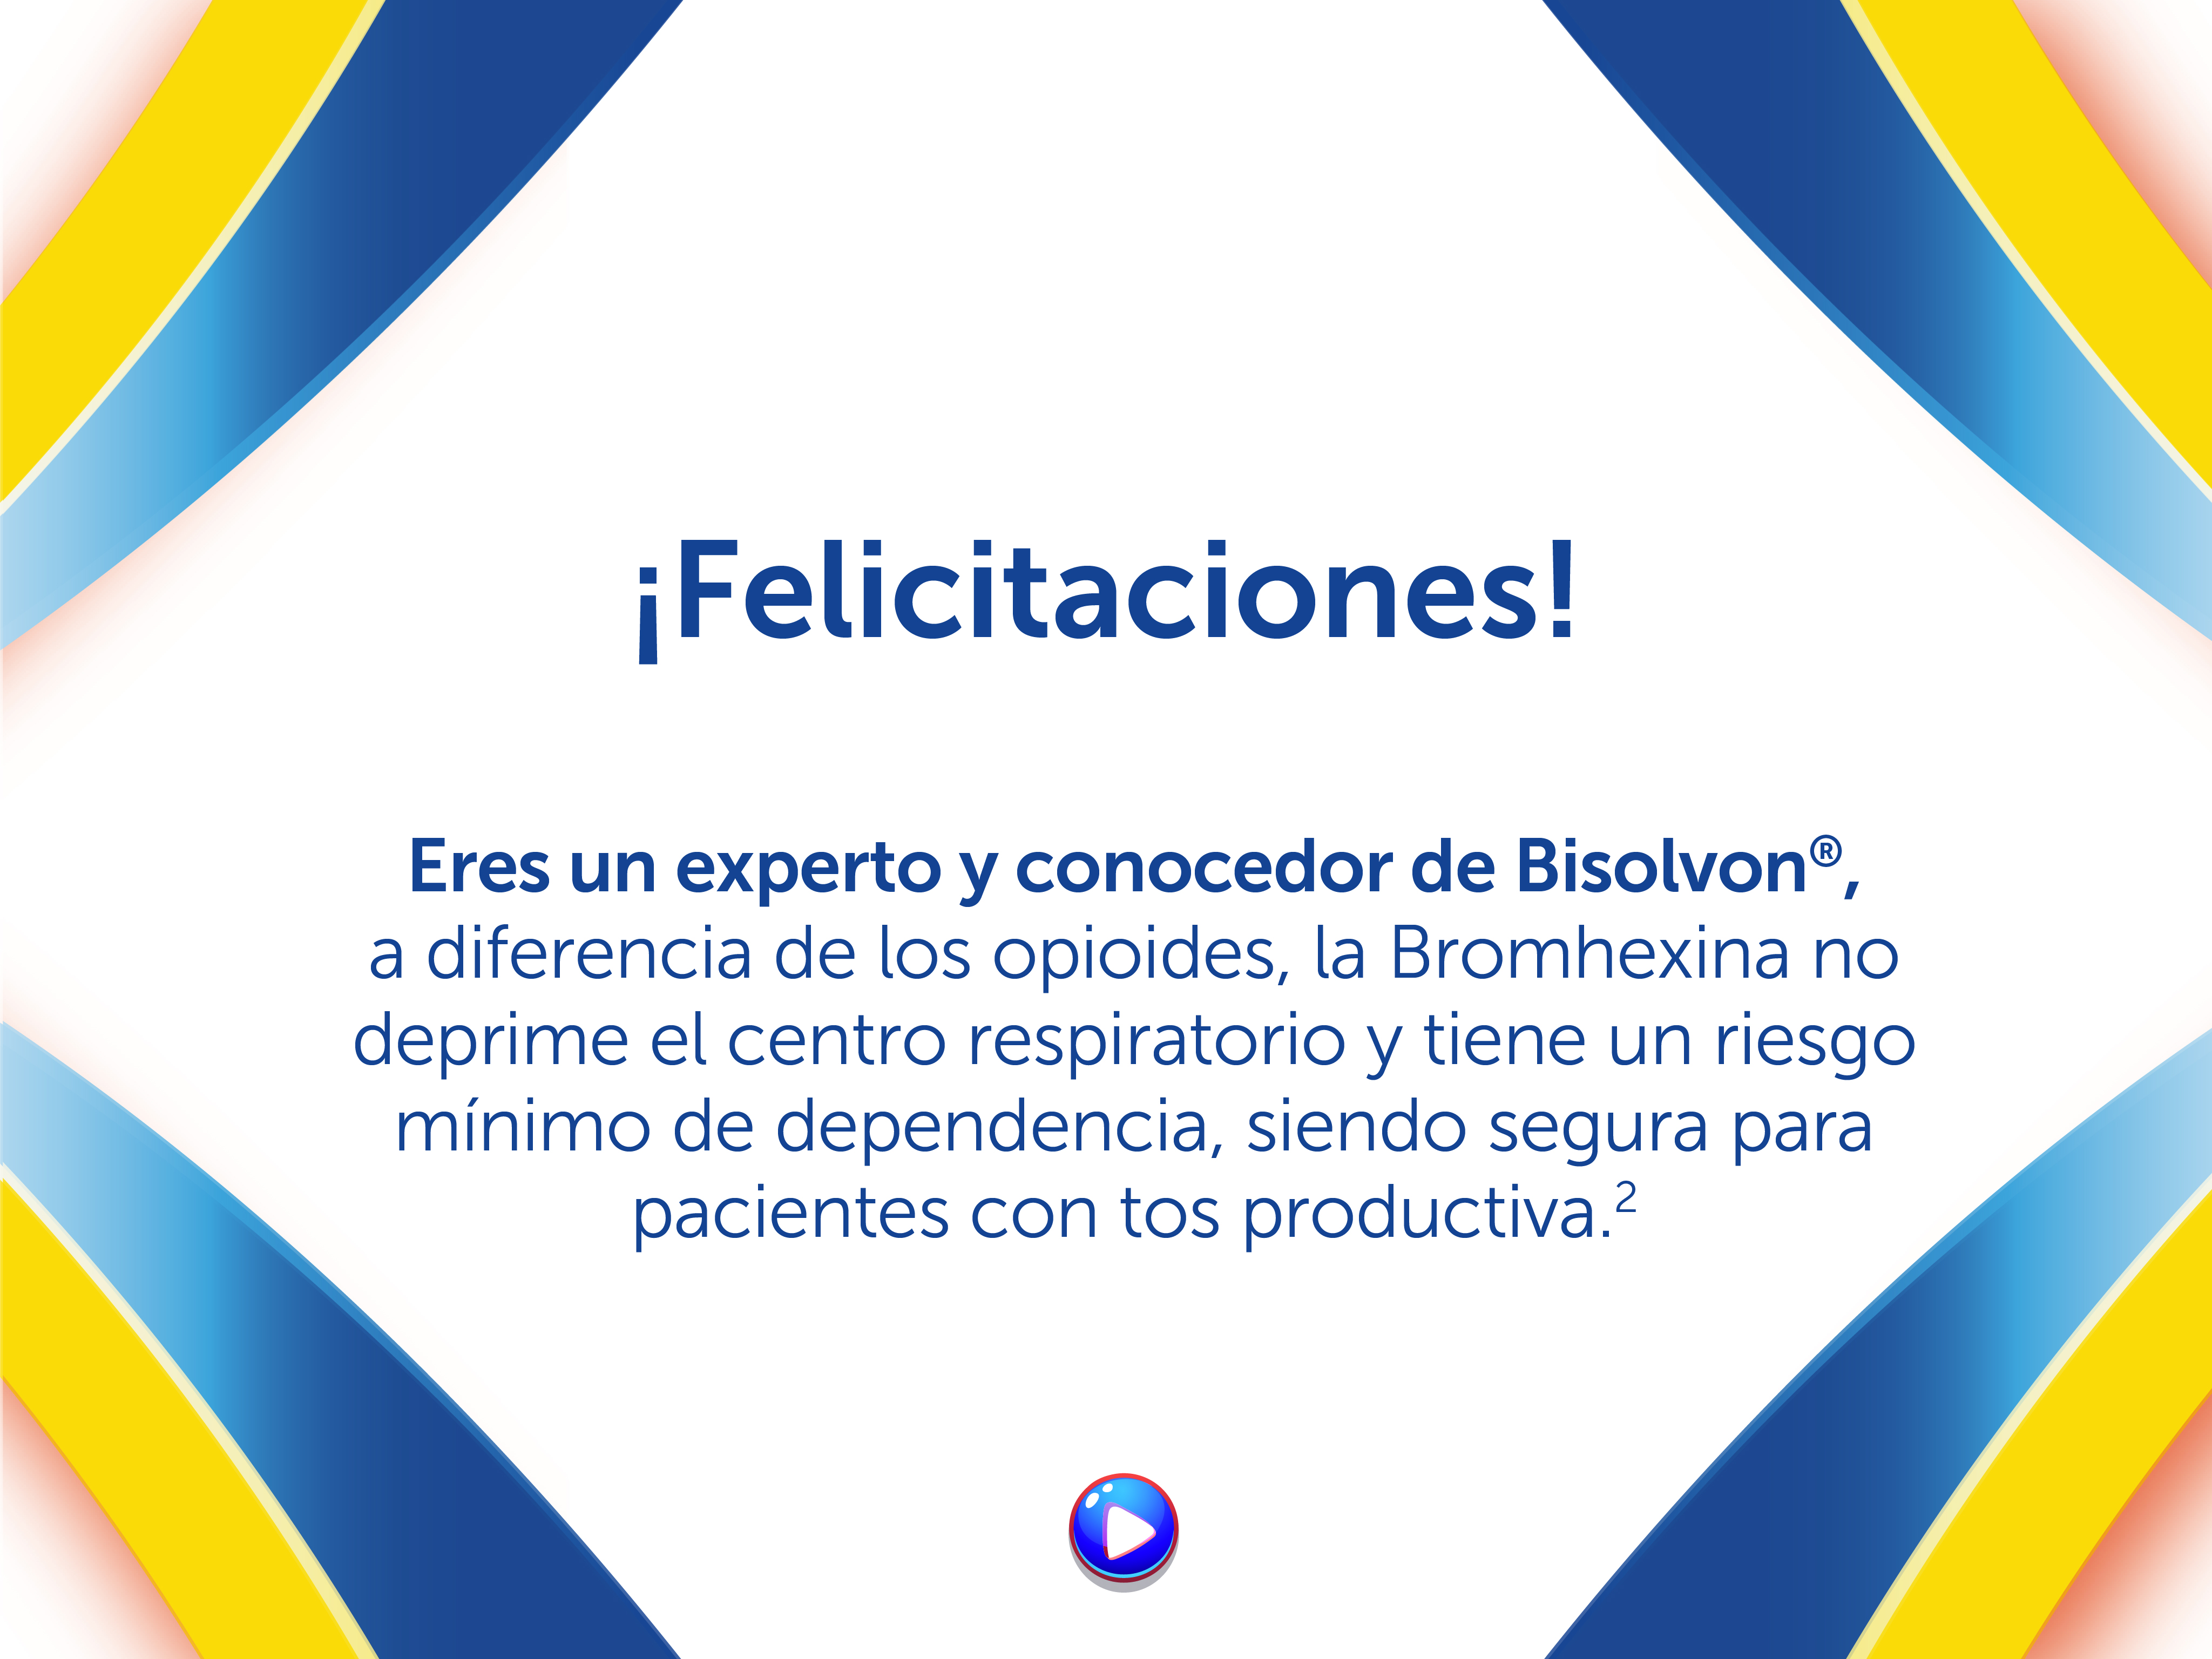 ¡Felicitaciones!
Eres un experto y conocedor de Bisolvon®,
a diferencia de los opioides, la Bromhexina no
deprime el centro respiratorio y tiene un riesgo
mínimo de dependencia, siendo segura para
pacientes con tos productiva.²